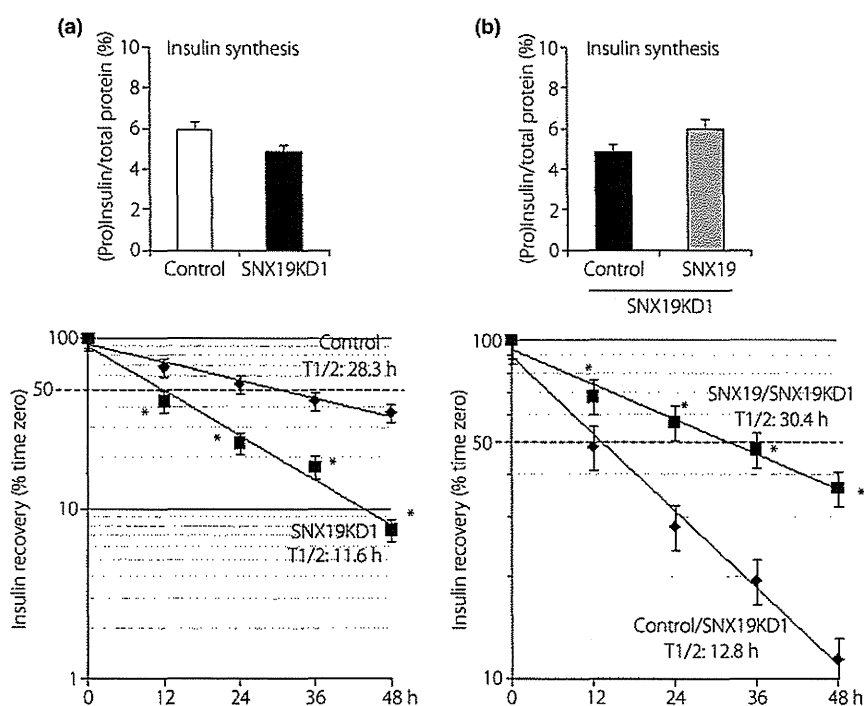 (a)
Insulin synthesis
(Pro)Insulin/total protein (%)
10
8
6
4
2
0
Control SNX19KD1
(b)
Insulin synthesis
(Pro)Insulin/total protein (%)
10
8
6
4
2
0
Control SNX19
SNX19KD1
Insulin recovery (% time zero)
100
50
10
1
Control
T1/2: 28.3 h
* * * *
SNX19KD1
T1/2: 11.6 h
0 12 24 36 48 h
Insulin recovery (% time zero)
100
50
10
* * * *
SNX19/SNX19KD1
T1/2: 30.4 h
Control/SNX19KD1
T1/2: 12.8 h
0 12 24 36 48 h